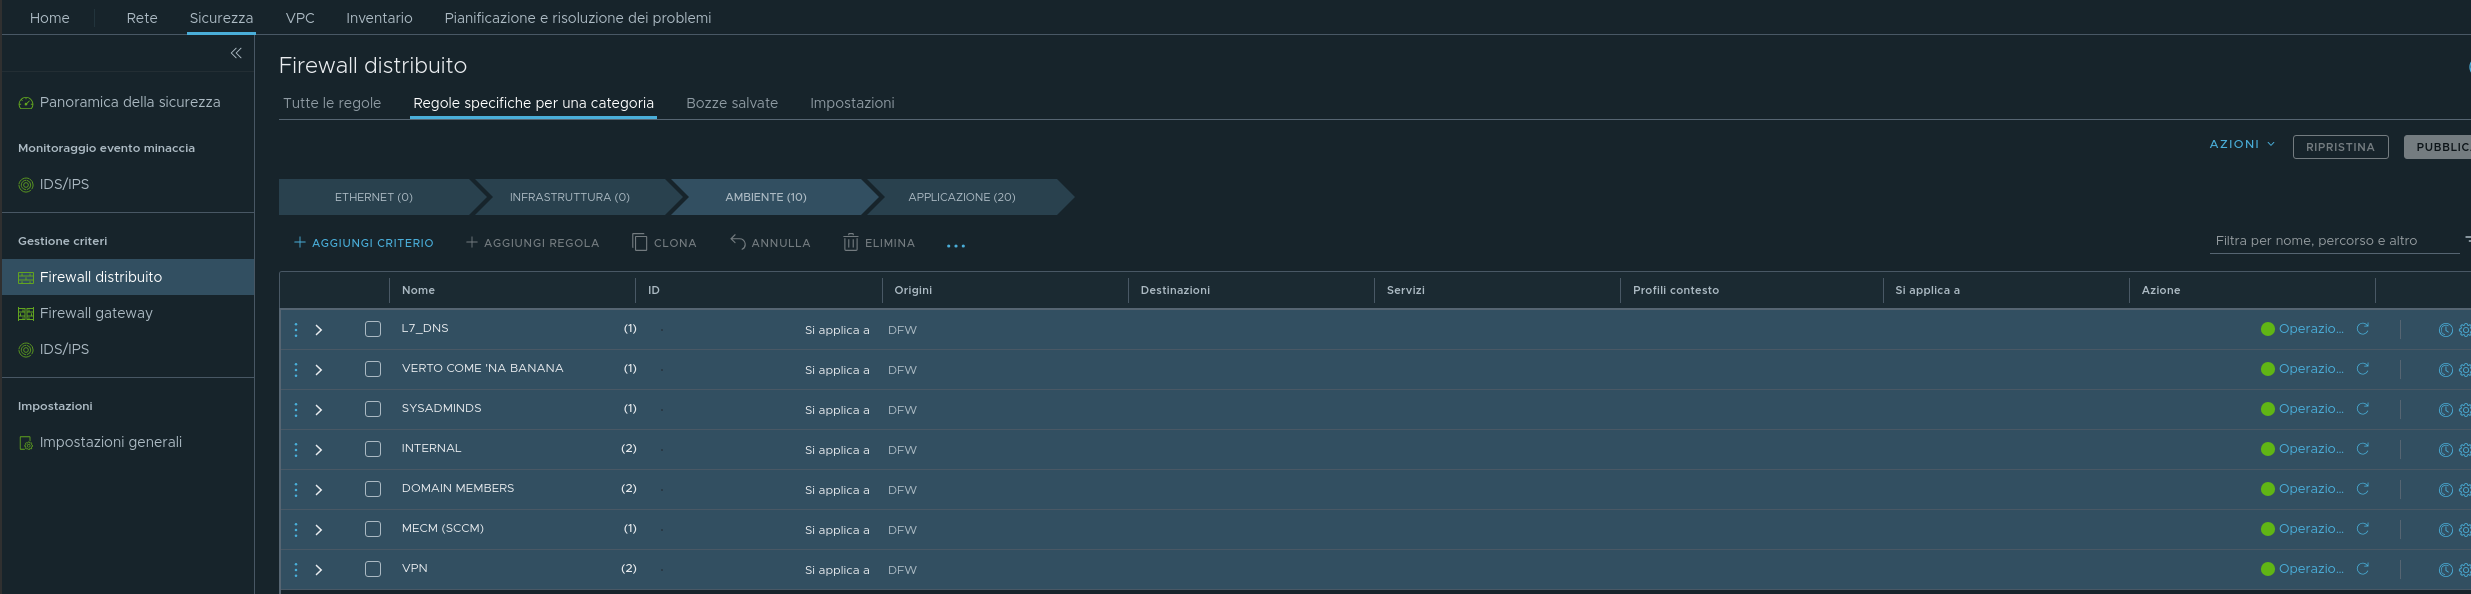 Home Rete Sicurezza VPC Inventario Pianificazione e risoluzione dei problemi
Firewall distribuito
Tutte le regole Regole specifiche per una categoria Bozze salvate Impostazioni
Panoramica della sicurezza
Monitoraggio evento minaccia
IDS/IPS
Gestione criteri
Firewall distribuito
Firewall gateway
IDS/IPS
Impostazioni
Impostazioni generali
AZIONI RIPRISTINA PUBBLIC
ETHERNET (0) INFRASTRUTTURA (0) AMBIENTE (10) APPLICAZIONE (20)
+ AGGIUNGI CRITERIO + AGGIUNGI REGOLA CLONA ANNULLA ELIMINA ... Filtra per nome, percorso e altro
Nome ID Origini Destinazioni Servizi Profili contesto Si applica a Azione
L7_DNS (1) Si applica a DFW Operazio...
VERTO COME 'NA BANANA (1) Si applica a DFW Operazio...
SYSADMINDS (1) Si applica a DFW Operazio...
INTERNAL (2) Si applica a DFW Operazio...
DOMAIN MEMBERS (2) Si applica a DFW Operazio...
MECM (SCCM) (1) Si applica a DFW Operazio...
VPN (2) Si applica a DFW Operazio...